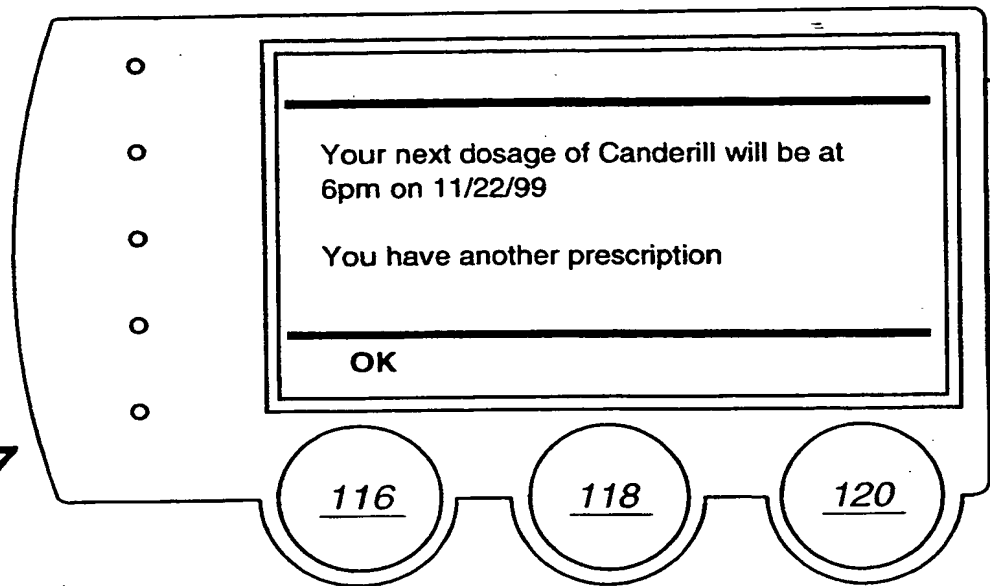 Your next dosage of Canderill will be at
6pm on 11/22/99
You have another prescription
OK
116
118
120